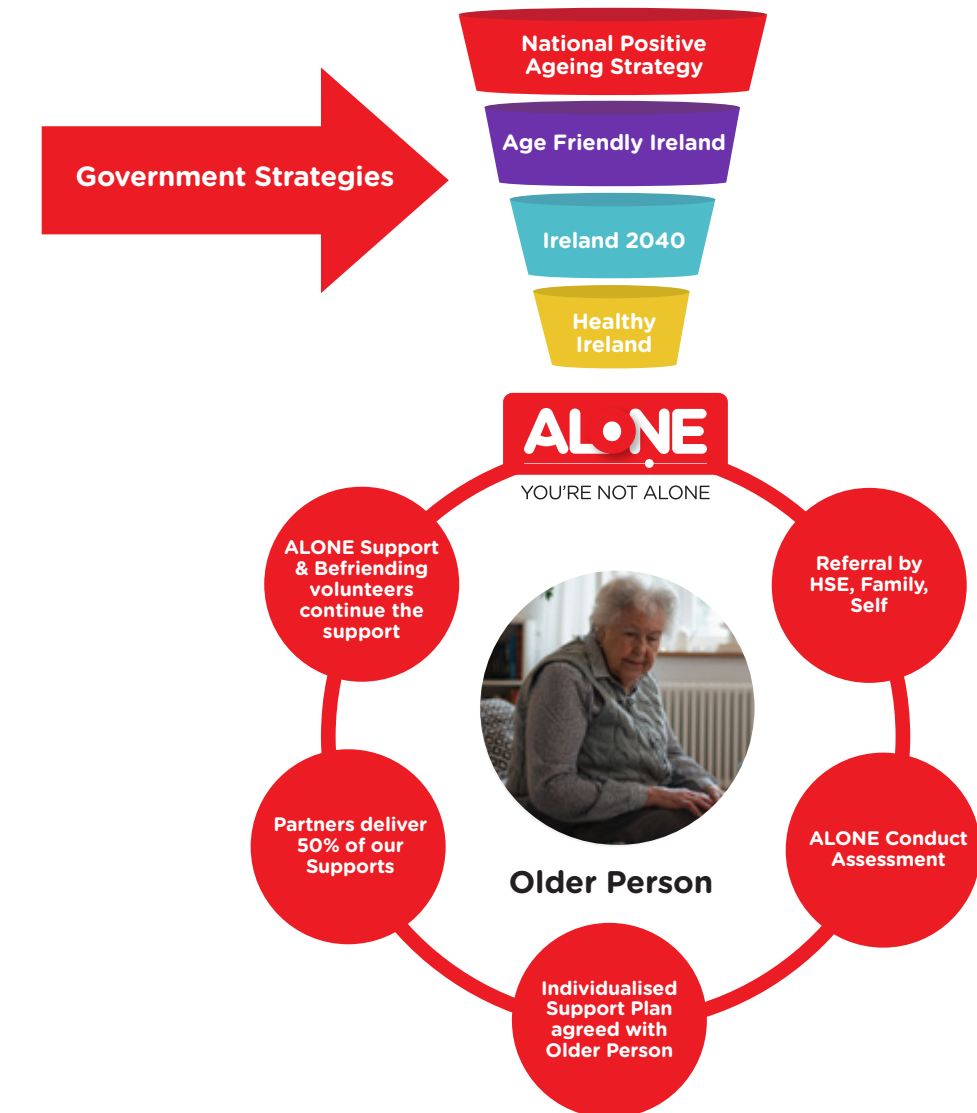 National Positive
Ageing Strategy
Age Friendly Ireland
Government Strategies
Ireland 2040
Healthy
Ireland
ALONE
YOU'RE NOT ALONE
Referral by
HSE, Family,
Self
ALONE Conduct
Assessment
Individualised
Support Plan
agreed with
Older Person
Partners deliver
50% of our
Supports
ALONE Support
& Befriending
volunteers
continue the
support
Older Person